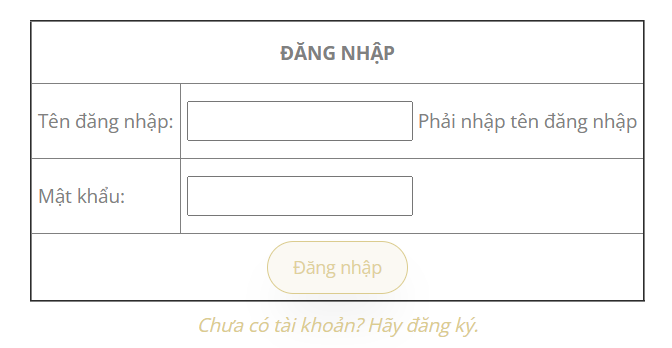 ĐĂNG NHẬP
Tên đăng nhập: Phải nhập tên đăng nhập
Mật khẩu:
Đăng nhập
Chưa có tài khoản? Hãy đăng ký.